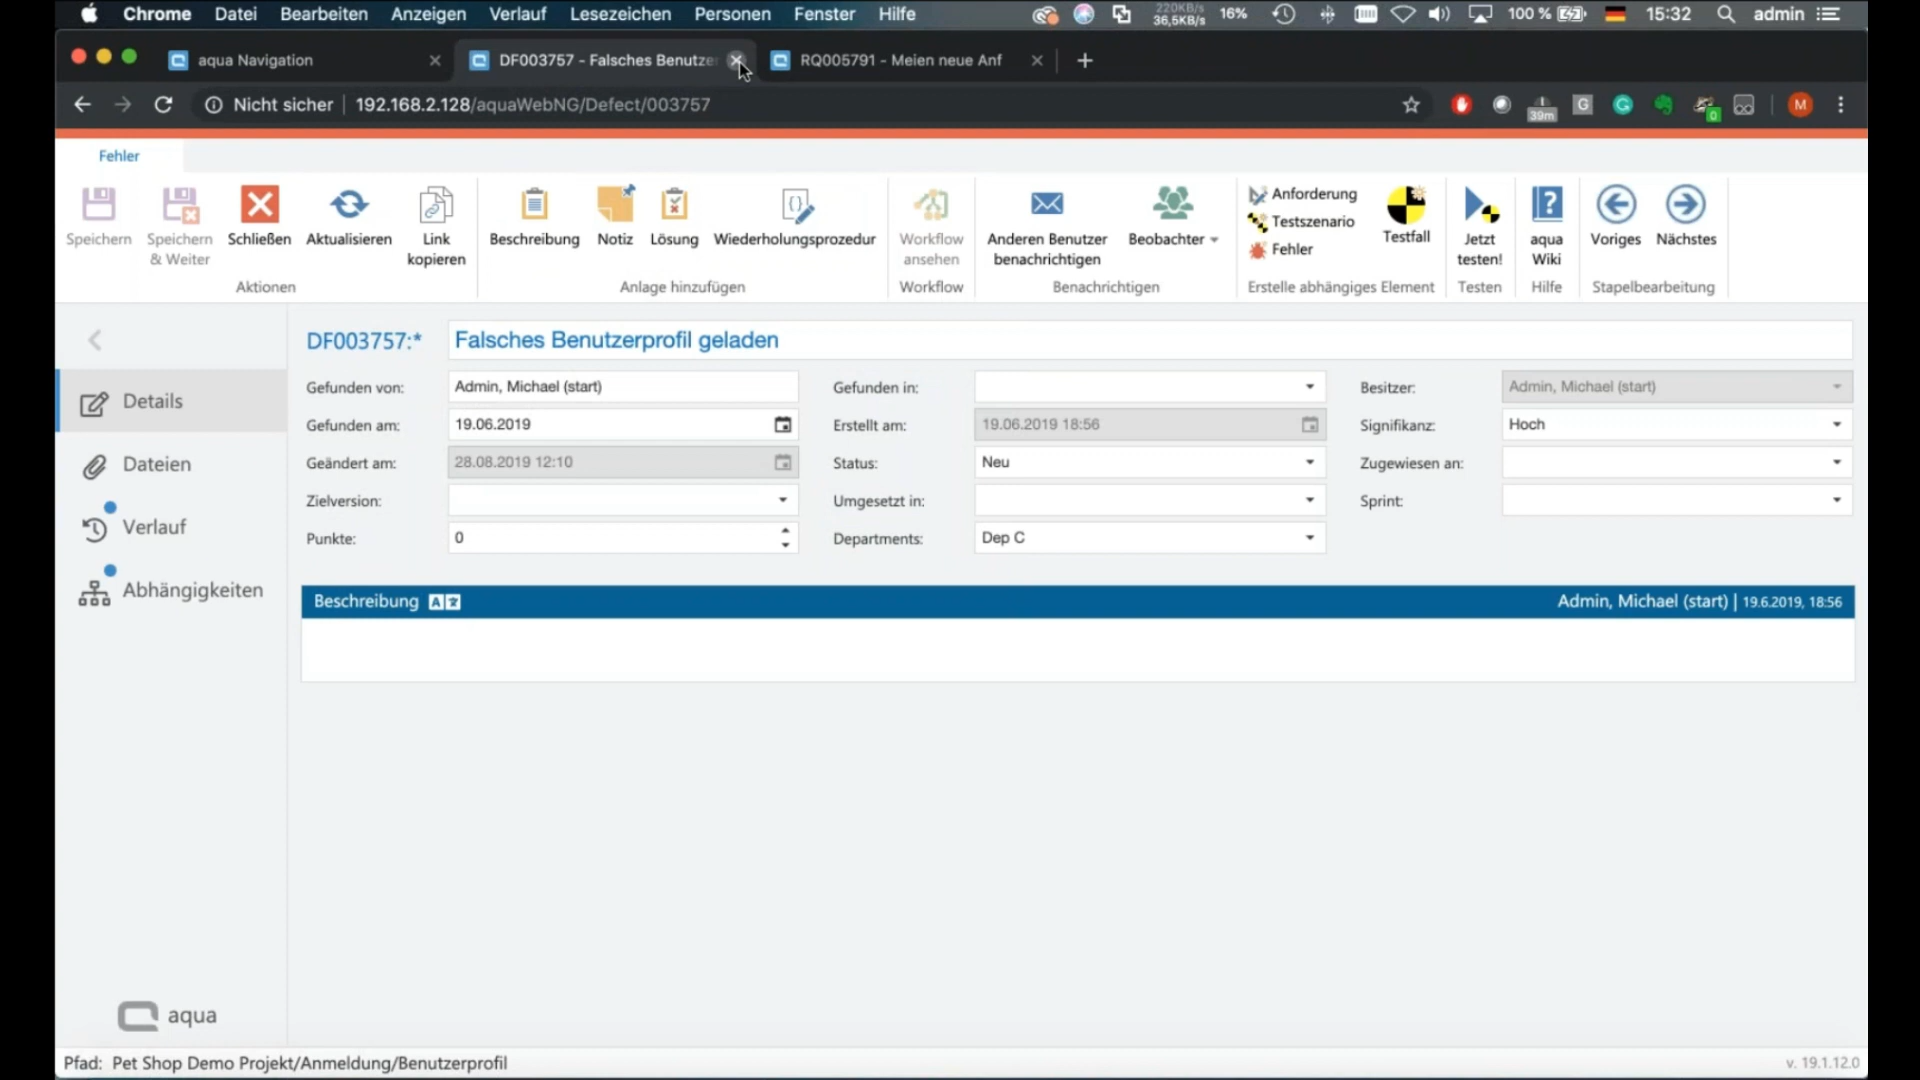 Chrome Datei Bearbeiten Anzeigen Verlauf Lesezeichen Personen Fenster Hilfe 220KB/s 36,5KB/s 16% 100 % 15:32 admin
aqua Navigation DF003757 - Falsches Benutze RQ005791 - Meien neue Anf
Nicht sicher 192.168.2.128/aquaWebNG/Defect/003757 39m G 0 M
Fehler
Speichern
Speichern & Weiter
Schließen
Aktualisieren
Link kopieren
Aktionen
Beschreibung
Notiz
Lösung
Wiederholungsprozedur
Anlage hinzufügen
Workflow ansehen
Workflow
Anderen Benutzer benachrichtigen
Beobachter
Benachrichtigen
Anforderung
Testszenario
Fehler
Testfall
Erstelle abhängiges Element
Jetzt testen!
Testen
aqua Wiki
Hilfe
Voriges
Nächstes
Stapelbearbeitung
Details
Dateien
Verlauf
Abhängigkeiten
DF003757:* Falsches Benutzerprofil geladen
Gefunden von: Admin, Michael (start) Gefunden in: Besitzer: Admin, Michael (start)
Gefunden am: 19.06.2019 Erstellt am: 19.06.2019 18:56 Signifikanz: Hoch
Geändert am: 28.08.2019 12:10 Status: Neu Zugewiesen an:
Zielversion: Umgesetzt in: Sprint:
Punkte: 0 Departments: Dep C
Beschreibung Admin, Michael (start) | 19.6.2019, 18:56
aqua
Pfad: Pet Shop Demo Projekt/Anmeldung/Benutzerprofil v. 19.1.12.0